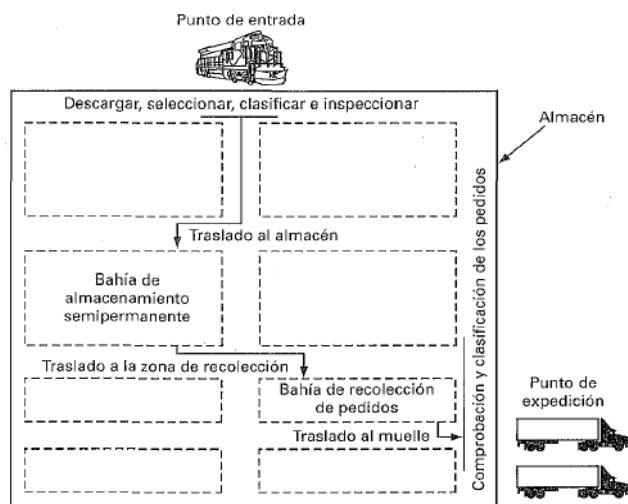 Punto de entrada
Descargar, seleccionar, clasificar e inspeccionar
Almacén
Traslado al almacén
Bahía de
almacenamiento
semipermanente
Comprobación y clasificación de los pedidos
Traslado a la zona de recolección
Bahía de recolección
de pedidos
Traslado al muelle
Punto de
expedición